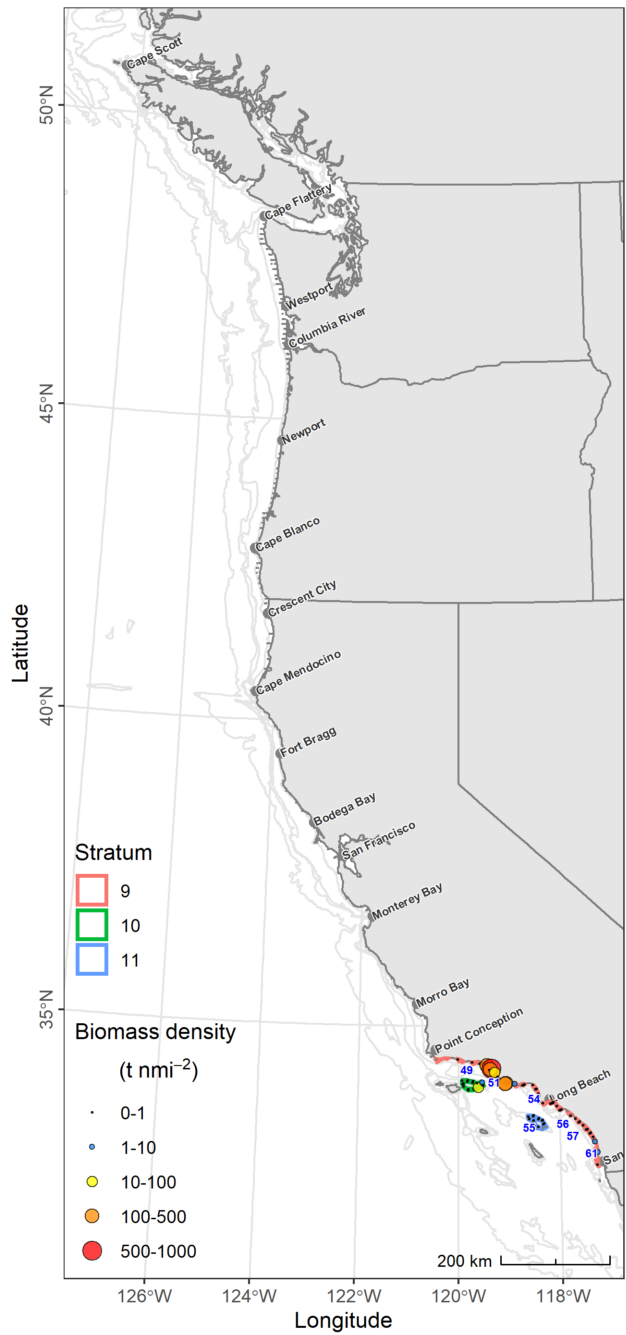 50°N
45°N
40°N
35°N
Latitude
Cape Scott
Cape Flattery
Westport
Columbia River
Newport
Cape Blanco
Crescent City
Cape Mendocino
Fort Bragg
Bodega Bay
San Francisco
Monterey Bay
Morro Bay
Point Conception
Long Beach
San
49
51
54
55
56
57
61
Stratum
9
10
11
Biomass density
(t nmi⁻²)
0-1
1-10
10-100
100-500
500-1000
200 km
126°W
124°W
122°W
120°W
118°W
Longitude